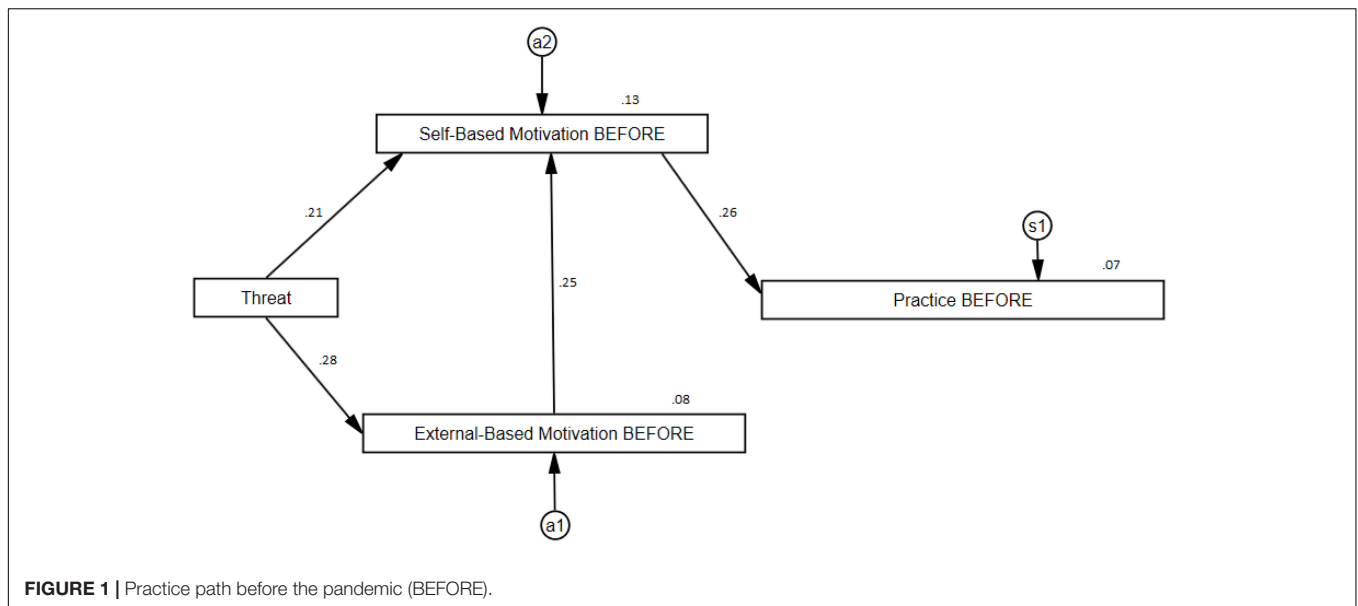 a2
.13
Self-Based Motivation BEFORE
.21
.26
s1
.25
.07
Threat
Practice BEFORE
.28
.08
External-Based Motivation BEFORE
a1
FIGURE 1 | Practice path before the pandemic (BEFORE).